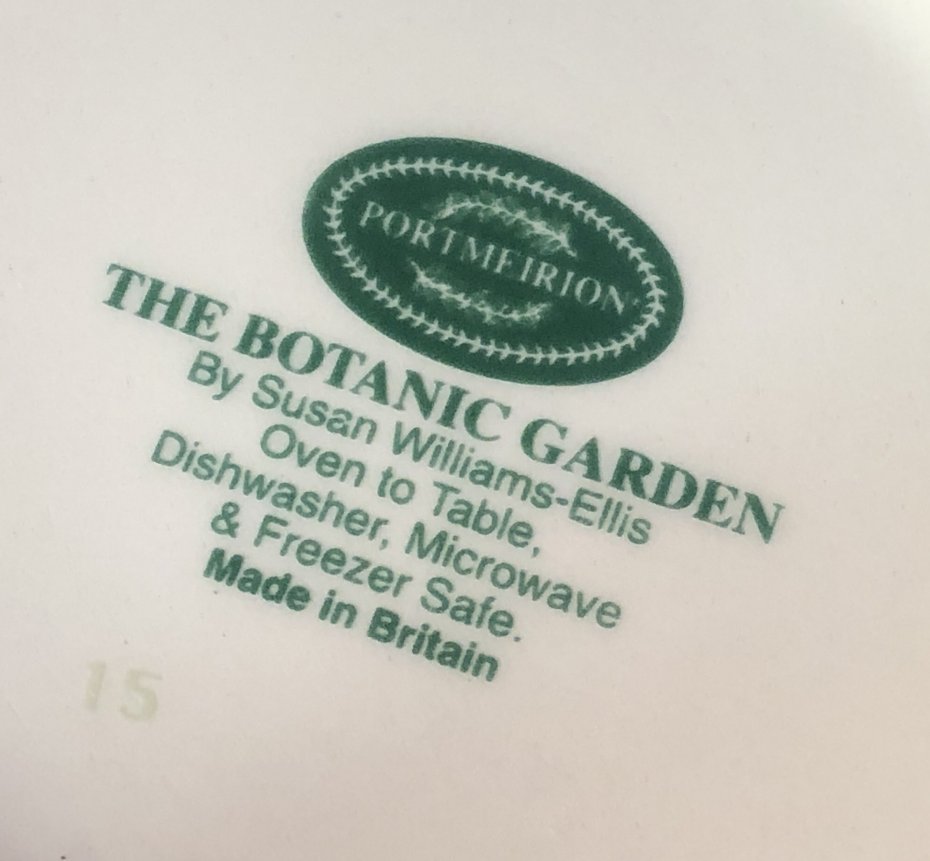 PORTMEIRION
THE BOTANIC GARDEN
By Susan Williams-Ellis
Oven to Table,
Dishwasher, Microwave
& Freezer Safe.
Made in Britain
15